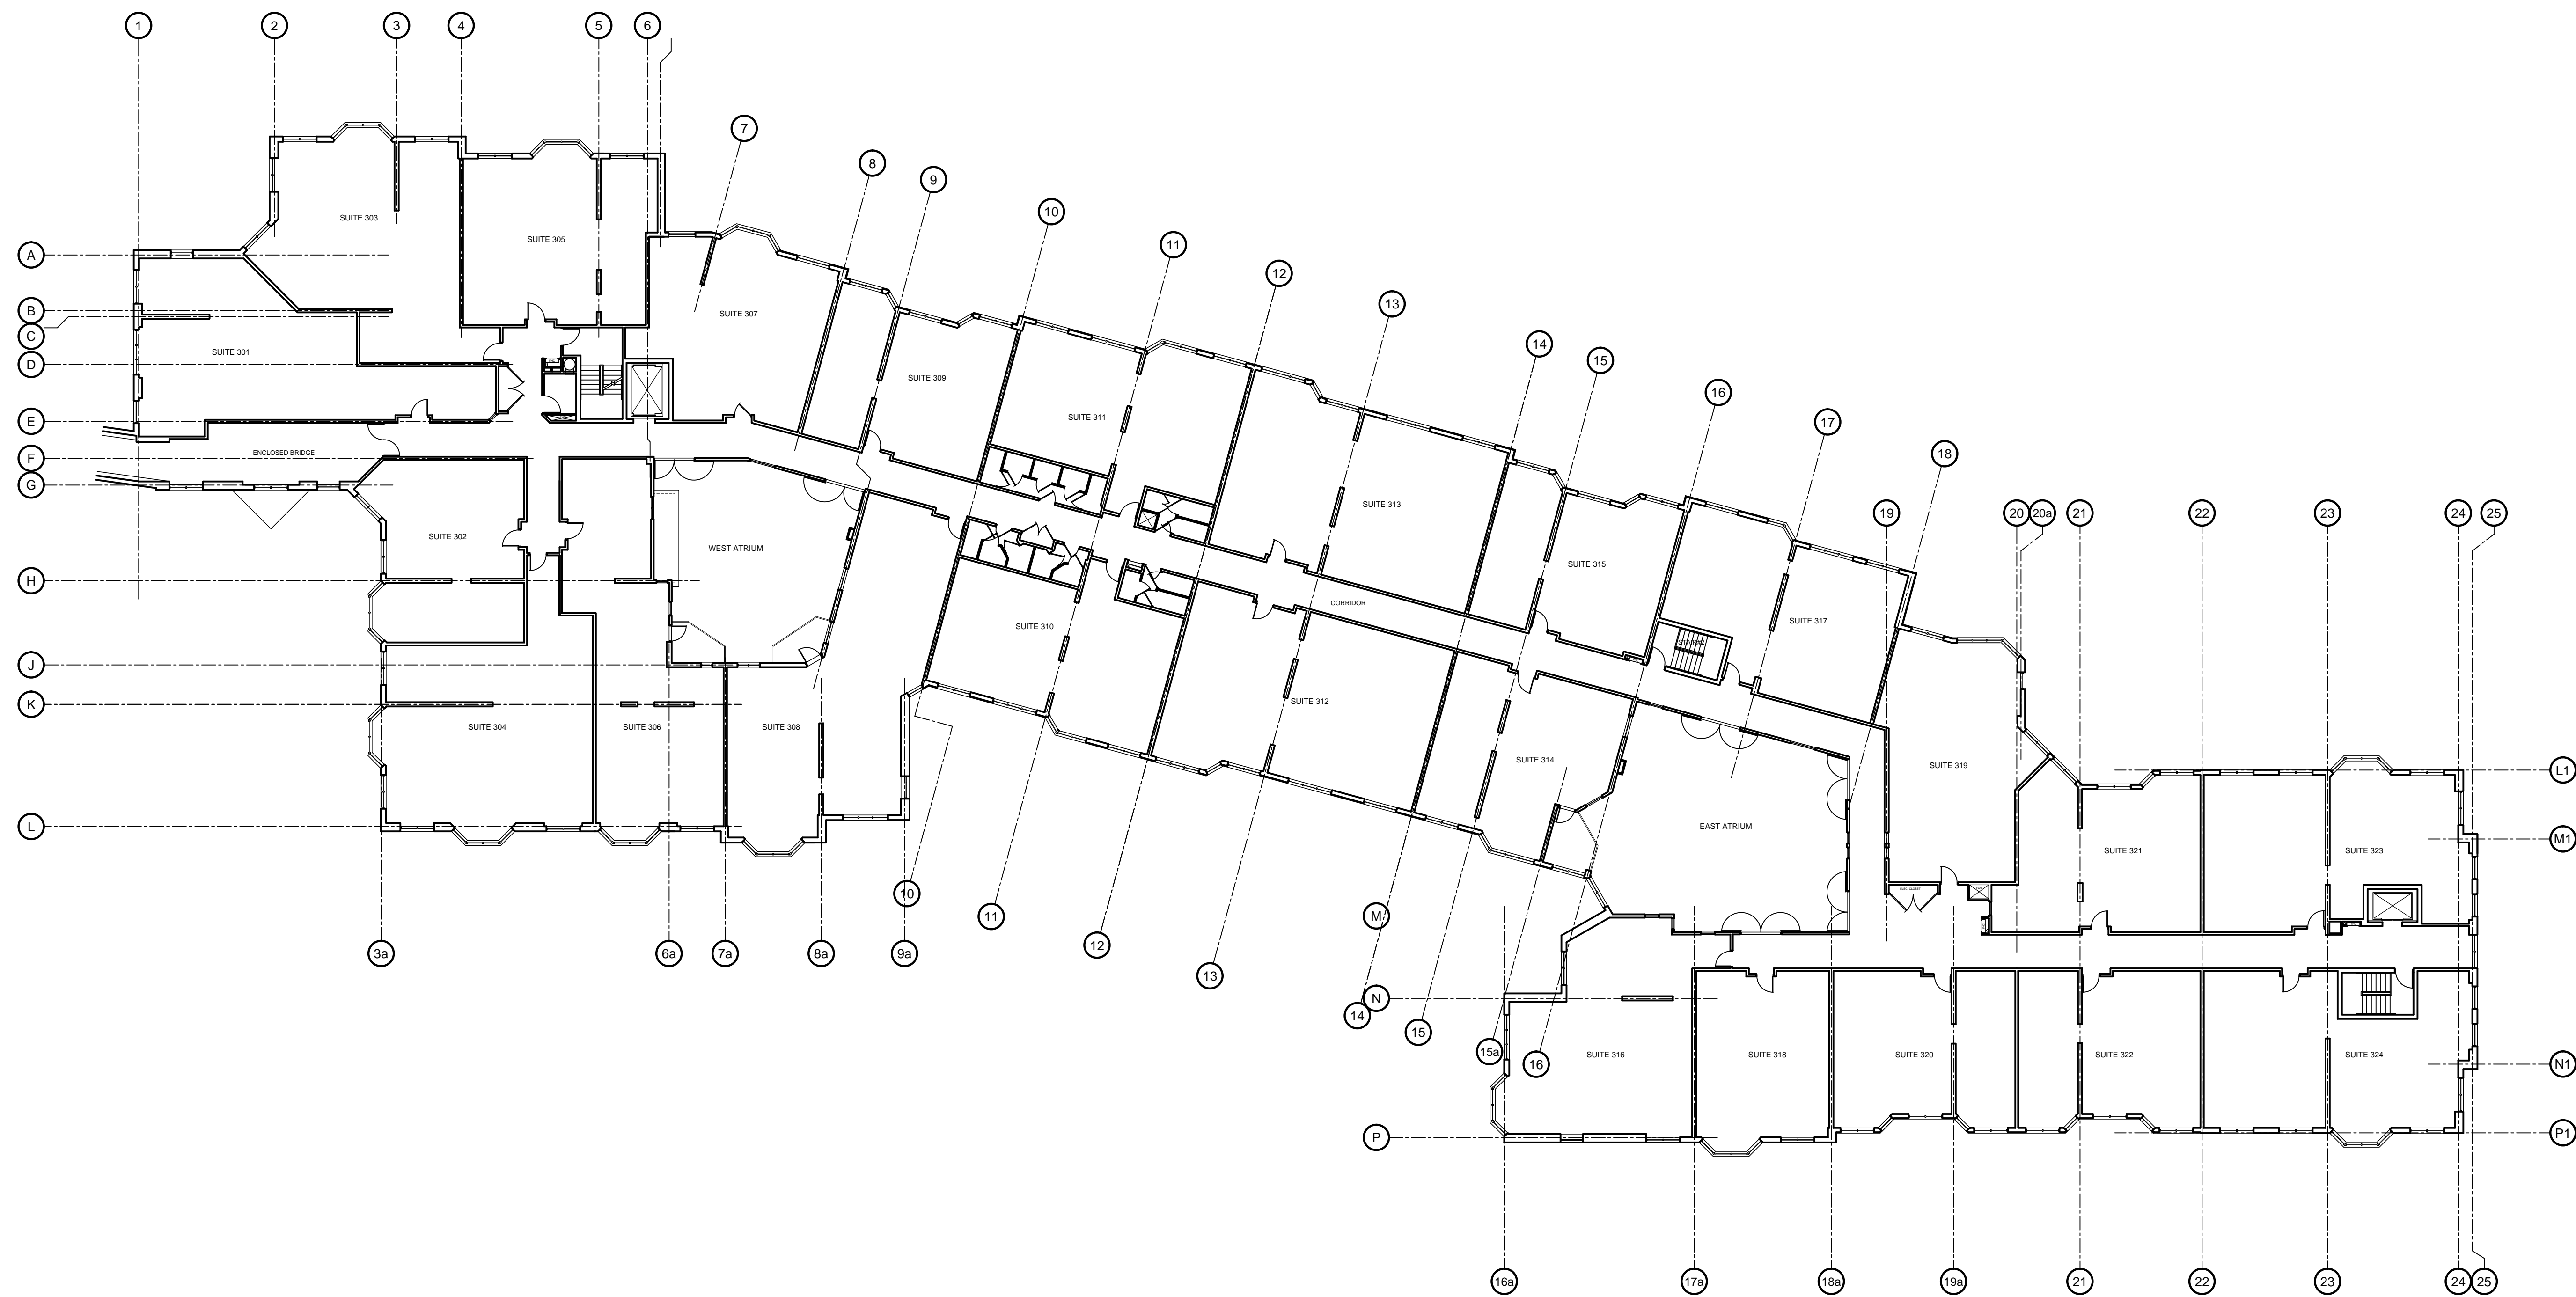 1
2
3
4
5
6
7
8
9
10
11
12
13
14
15
16
17
18
19
20
20a
21
22
23
24
25
A
B
C
D
E
F
G
H
J
K
L
SUITE 303
SUITE 305
SUITE 307
SUITE 301
SUITE 309
SUITE 311
ENCLOSED BRIDGE
SUITE 302
WEST ATRIUM
SUITE 313
SUITE 315
CORRIDOR
SUITE 310
SUITE 317
STAIR #2
SUITE 304
SUITE 306
SUITE 308
SUITE 312
SUITE 314
SUITE 319
EAST ATRIUM
SUITE 321
SUITE 323
ELEC. CLOSET
L1
M1
N1
P1
M
N
P
SUITE 316
SUITE 318
SUITE 320
SUITE 322
SUITE 324
3a
6a
7a
8a
9a
10
11
12
13
14
15
15a
16
16a
17a
18a
19a
21
22
23
24
25